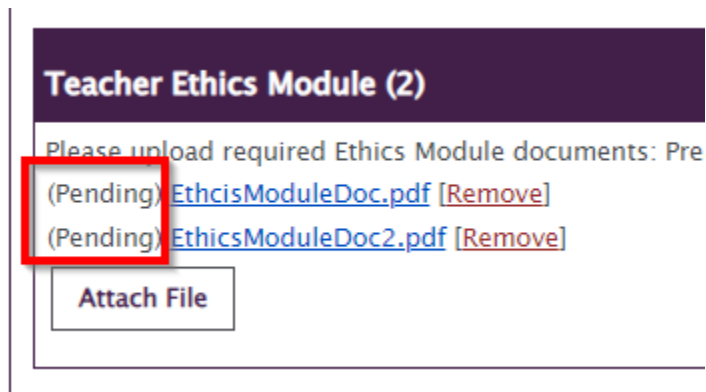 Teacher Ethics Module (2)
Please upload required Ethics Module documents: Pre
(Pending) EthcisModuleDoc.pdf [Remove]
(Pending) EthicsModuleDoc2.pdf [Remove]
Attach File